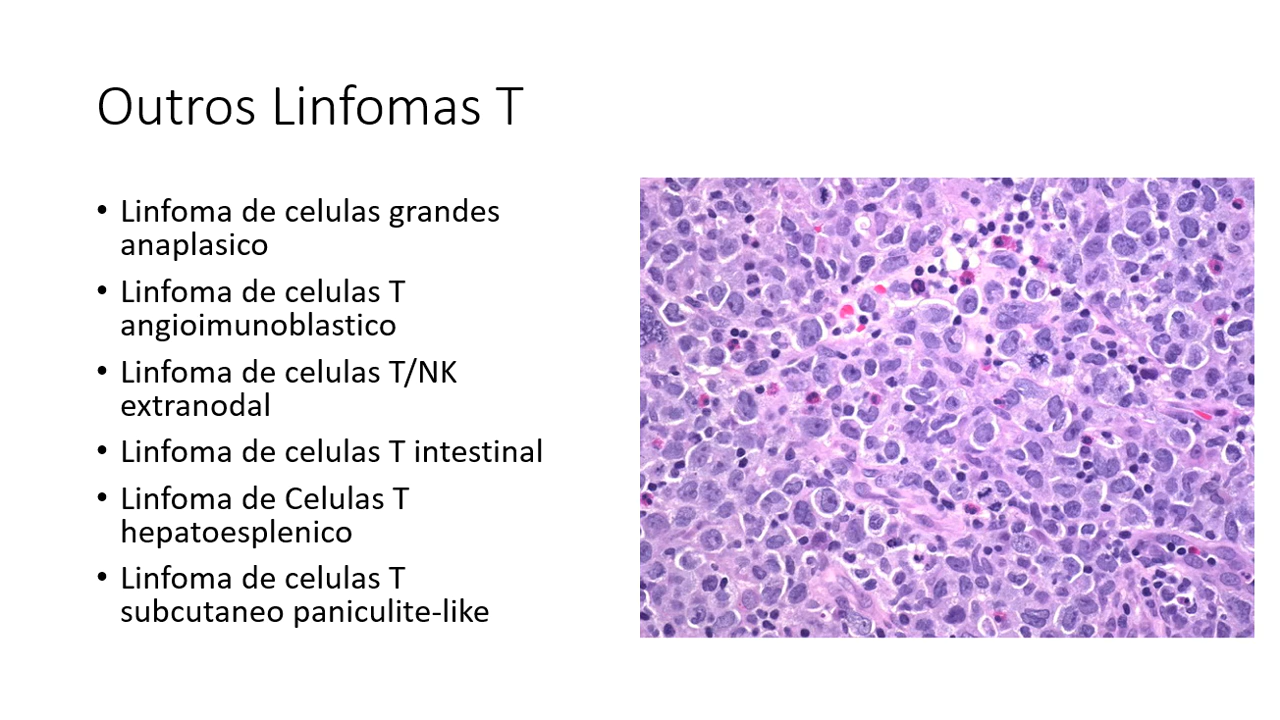 Outros Linfomas T
• Linfoma de celulas grandes
anaplasico
• Linfoma de celulas T
angioimunoblastico
• Linfoma de celulas T/NK
extranodal
• Linfoma de celulas T intestinal
• Linfoma de Celulas T
hepatoesplenico
• Linfoma de celulas T
subcutaneo paniculite-like